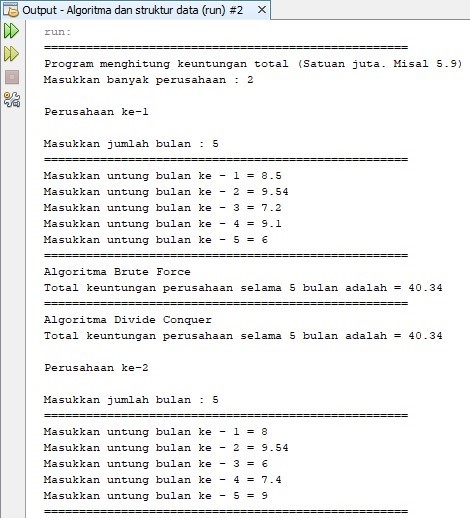 Output - Algoritma dan struktur data (run) #2 X
run:
====================================================
Program menghitung keuntungan total (Satuan juta. Misal 5.9)
Masukkan banyak perusahaan : 2
Perusahaan ke-1
Masukkan jumlah bulan : 5
====================================================
Masukkan untung bulan ke - 1 = 8.5
Masukkan untung bulan ke - 2 = 9.54
Masukkan untung bulan ke - 3 = 7.2
Masukkan untung bulan ke - 4 = 9.1
Masukkan untung bulan ke - 5 = 6
====================================================
Algoritma Brute Force
Total keuntungan perusahaan selama 5 bulan adalah = 40.34
====================================================
Algoritma Divide Conquer
Total keuntungan perusahaan selama 5 bulan adalah = 40.34
Perusahaan ke-2
Masukkan jumlah bulan : 5
====================================================
Masukkan untung bulan ke - 1 = 8
Masukkan untung bulan ke - 2 = 9.54
Masukkan untung bulan ke - 3 = 6
Masukkan untung bulan ke - 4 = 7.4
Masukkan untung bulan ke - 5 = 9
====================================================